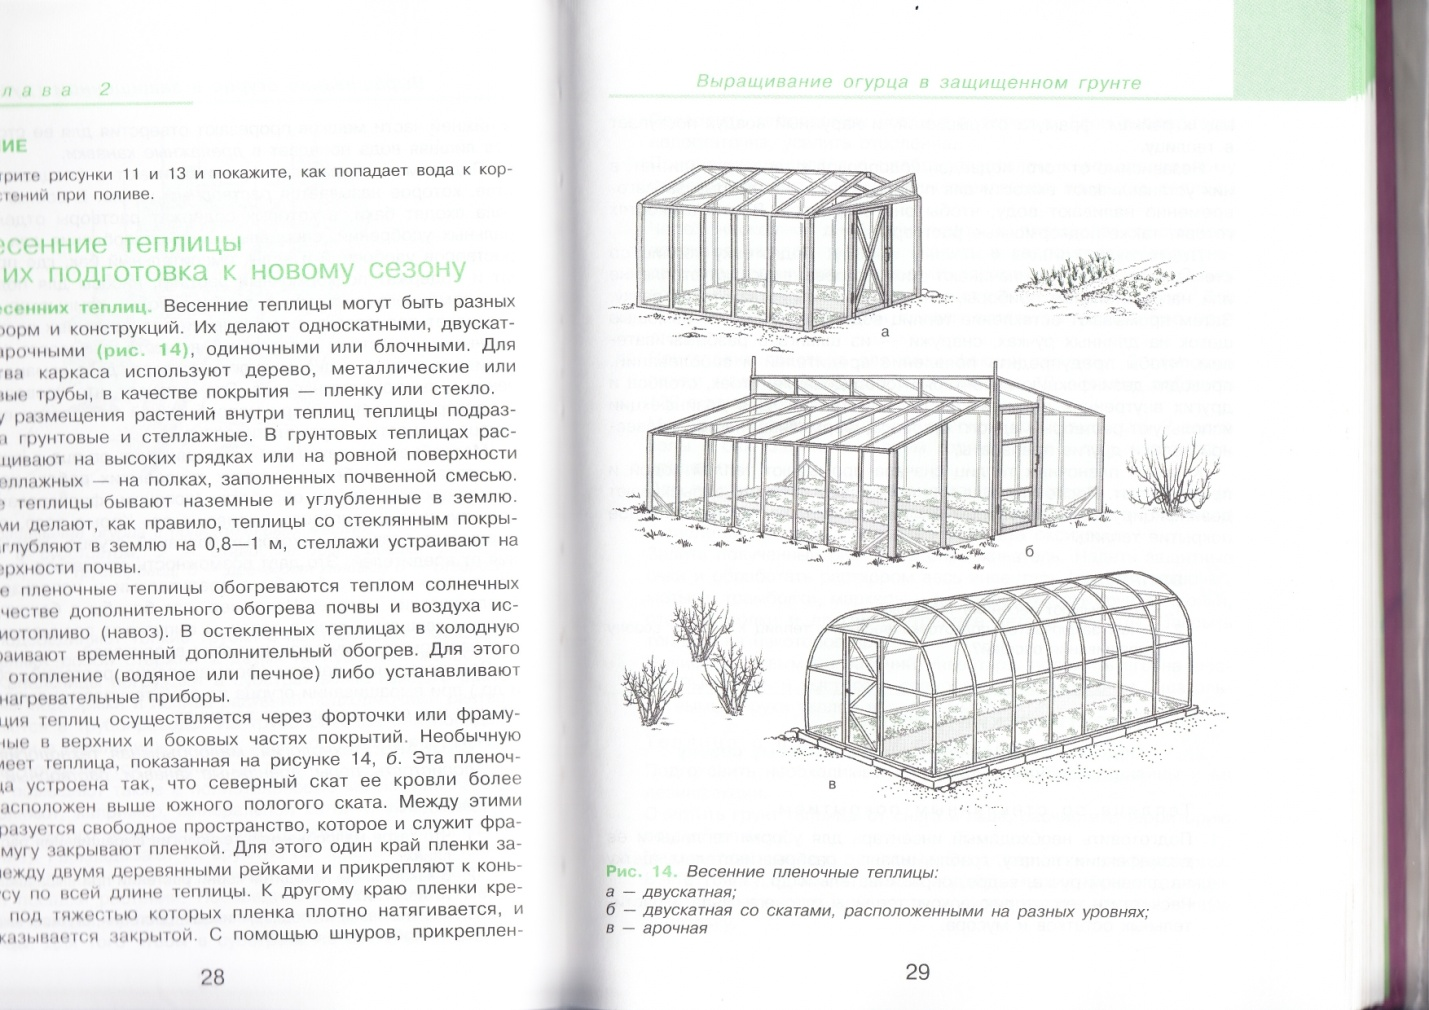 лава 2
ИЕ
трите рисунки 11 и 13 и покажите, как попадает вода к кор-
стений при поливе.
есенние теплицы
их подготовка к новому сезону
есенних теплиц. Весенние теплицы могут быть разных
форм и конструкций. Их делают односкатными, двускат-
арочными (рис. 14), одиночными или блочными. Для
тва каркаса используют дерево, металлические или
вые трубы, в качестве покрытия — пленку или стекло.
у размещения растений внутри теплиц теплицы подраз-
а грунтовые и стеллажные. В грунтовых теплицах рас-
щивают на высоких грядках или на ровной поверхности
еллажных — на полках, заполненных почвенной смесью.
е теплицы бывают наземные и углубленные в землю.
ми делают, как правило, теплицы со стеклянным покры-
глубляют в землю на 0,8—1 м, стеллажи устраивают на
ерхности почвы.
е пленочные теплицы обогреваются теплом солнечных
честве дополнительного обогрева почвы и воздуха ис-
иотопливо (навоз). В остекленных теплицах в холодную
раивают временный дополнительный обогрев. Для этого
отопление (водяное или печное) либо устанавливают
нагревательные приборы.
ция теплиц осуществляется через форточки или фраму-
ные в верхних и боковых частях покрытий. Необычную
меет теплица, показанная на рисунке 14, б. Эта пленоч-
ца устроена так, что северный скат ее кровли более
асположен выше южного пологого ската. Между этими
разуется свободное пространство, которое и служит фра-
мугу закрывают пленкой. Для этого один край пленки за-
между двумя деревянными рейками и прикрепляют к конь-
су по всей длине теплицы. К другому краю пленки кре-
под тяжестью которых пленка плотно натягивается, и
казывается закрытой. С помощью шнуров, прикреплен-
28
Выращивание огурца в защищенном грунте
а
б
в
Рис. 14. Весенние пленочные теплицы:
а — двускатная;
б — двускатная со скатами, расположенными на разных уровнях;
в — арочная
29